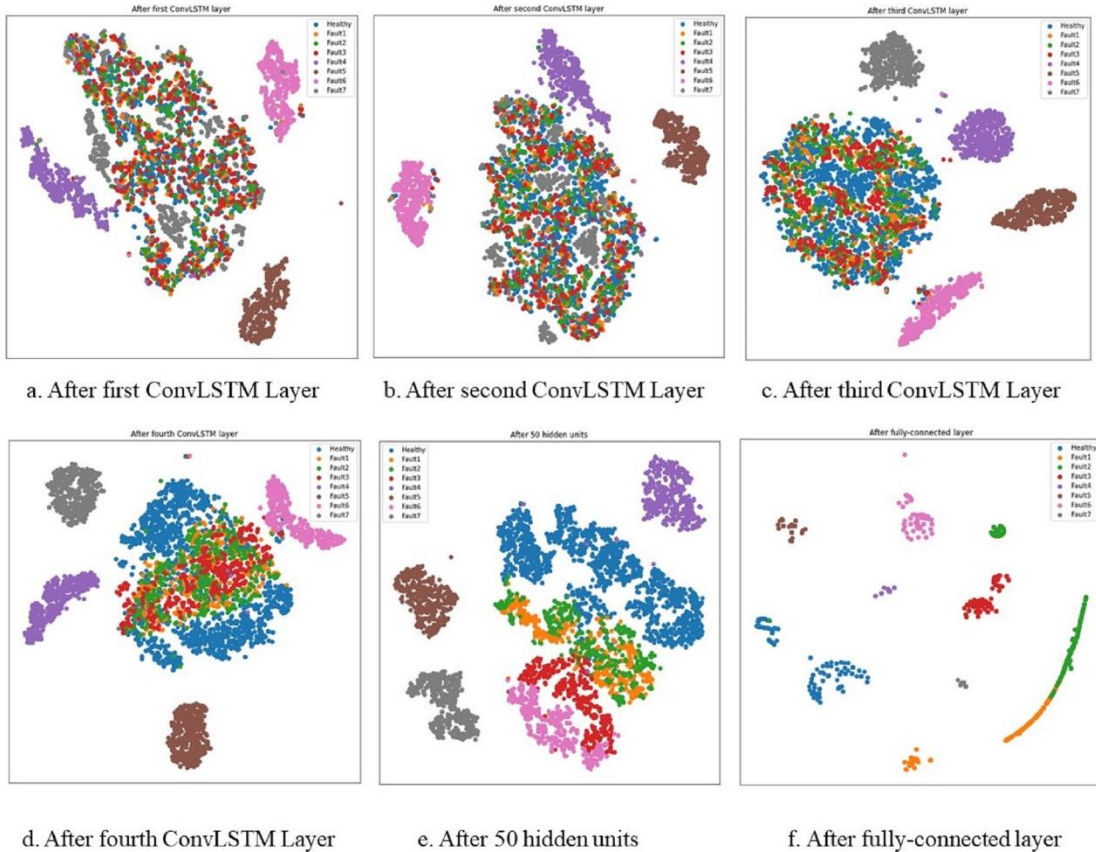 After first ConvLSTM layer
Healthy
Fault1
Fault2
Fault3
Fault4
Fault5
Fault6
Fault7
a. After first ConvLSTM Layer
After second ConvLSTM layer
Healthy
Fault1
Fault2
Fault3
Fault4
Fault5
Fault6
Fault7
b. After second ConvLSTM Layer
After third ConvLSTM layer
Healthy
Fault1
Fault2
Fault3
Fault4
Fault5
Fault6
Fault7
c. After third ConvLSTM Layer
After fourth ConvLSTM layer
Healthy
Fault1
Fault2
Fault3
Fault4
Fault5
Fault6
Fault7
d. After fourth ConvLSTM Layer
After 50 hidden units
Healthy
Fault1
Fault2
Fault3
Fault4
Fault5
Fault6
Fault7
e. After 50 hidden units
After fully-connected layer
Healthy
Fault1
Fault2
Fault3
Fault4
Fault5
Fault6
Fault7
f. After fully-connected layer